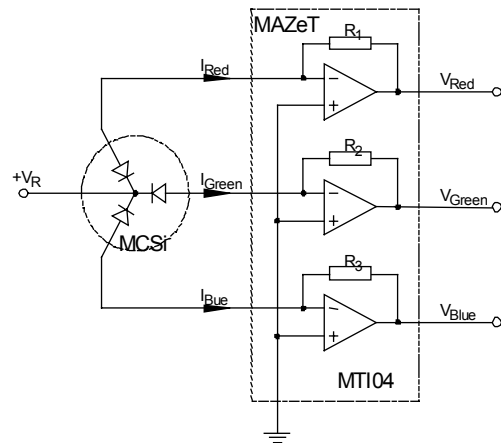 MAZeT
R1
IRed
VRed
R2
+VR
IGreen
VGreen
MCSi
R3
IBue
VBlue
MTI04